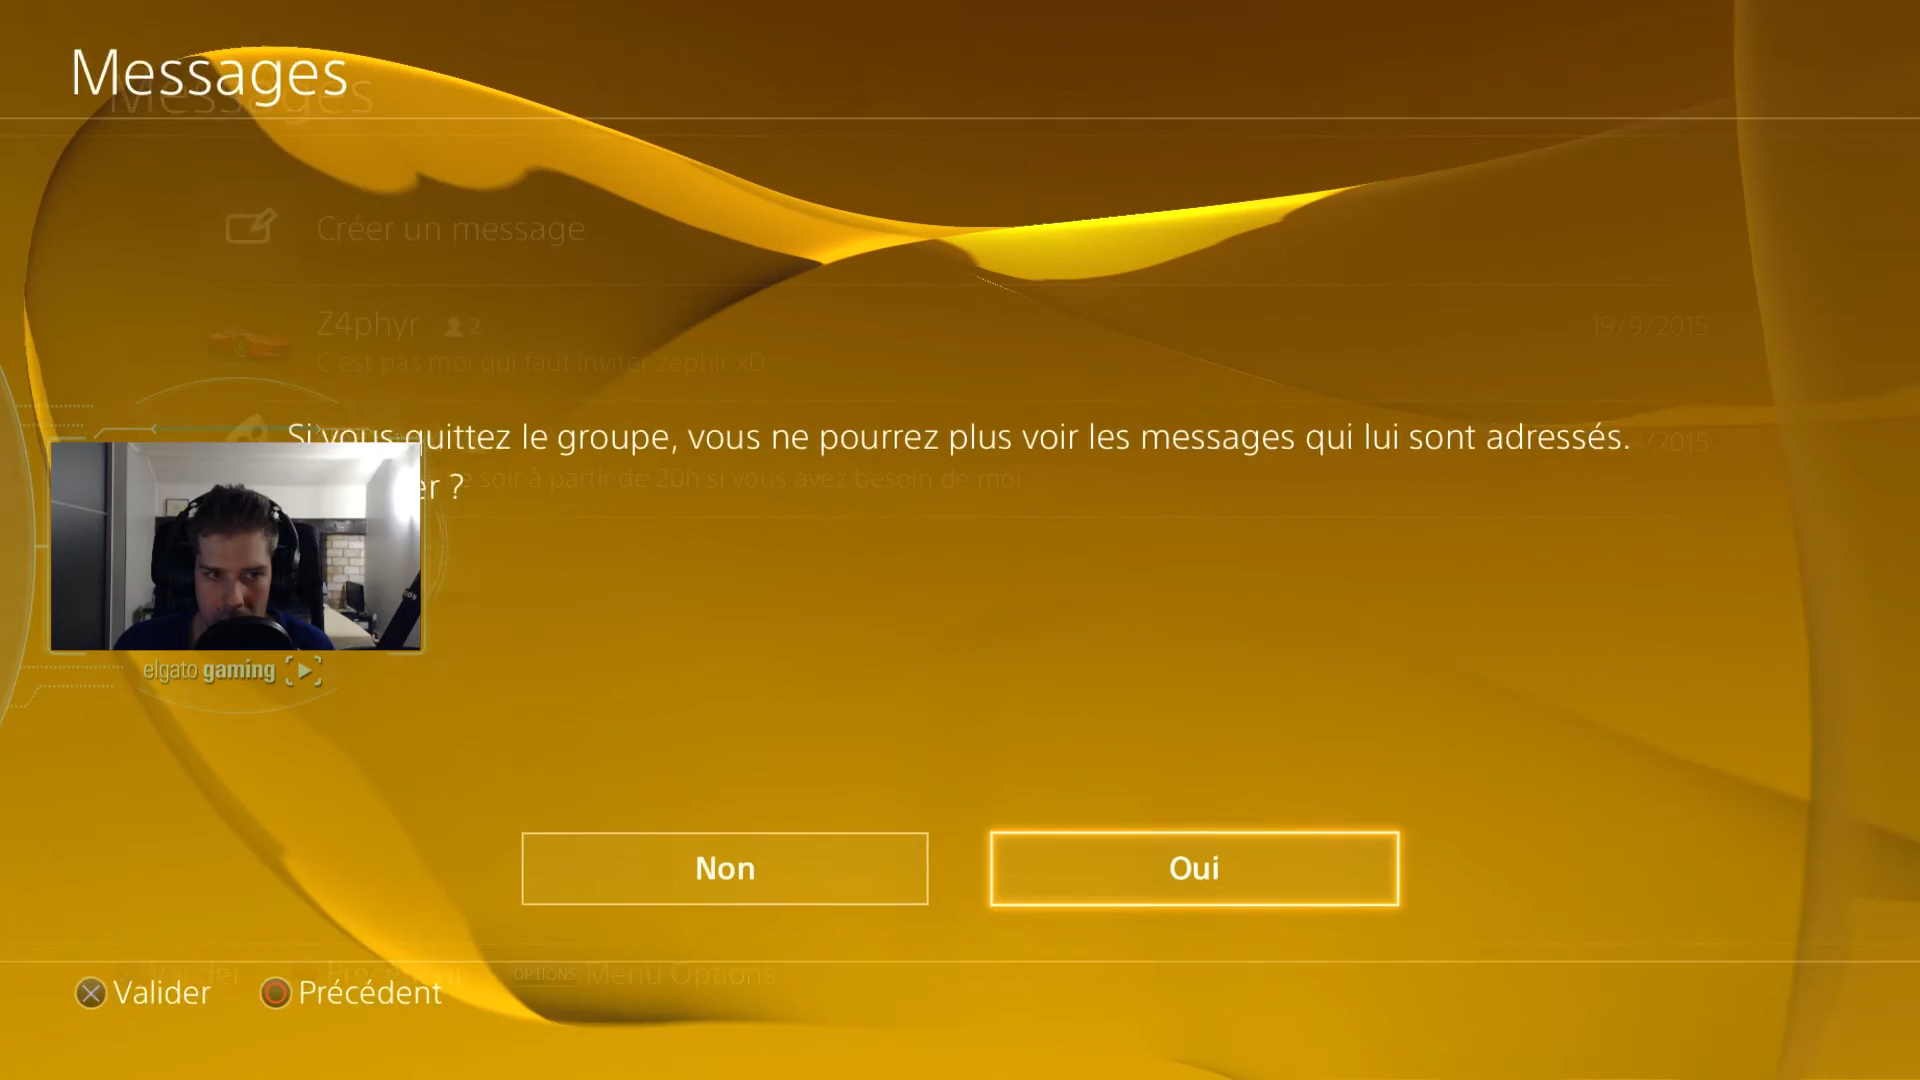 Messages
Messages
Créer un message
Z4phyr 2
19/9/2015
C'est pas moi qui faut inviter zephir xD
Si vous quittez le groupe, vous ne pourrez plus voir les messages qui lui sont adressés.
/2015
er ?
soir à partir de 20h si vous avez besoin de moi
elgato gaming
Non
Oui
OPTIONS Menu Options
Valider
Précédent